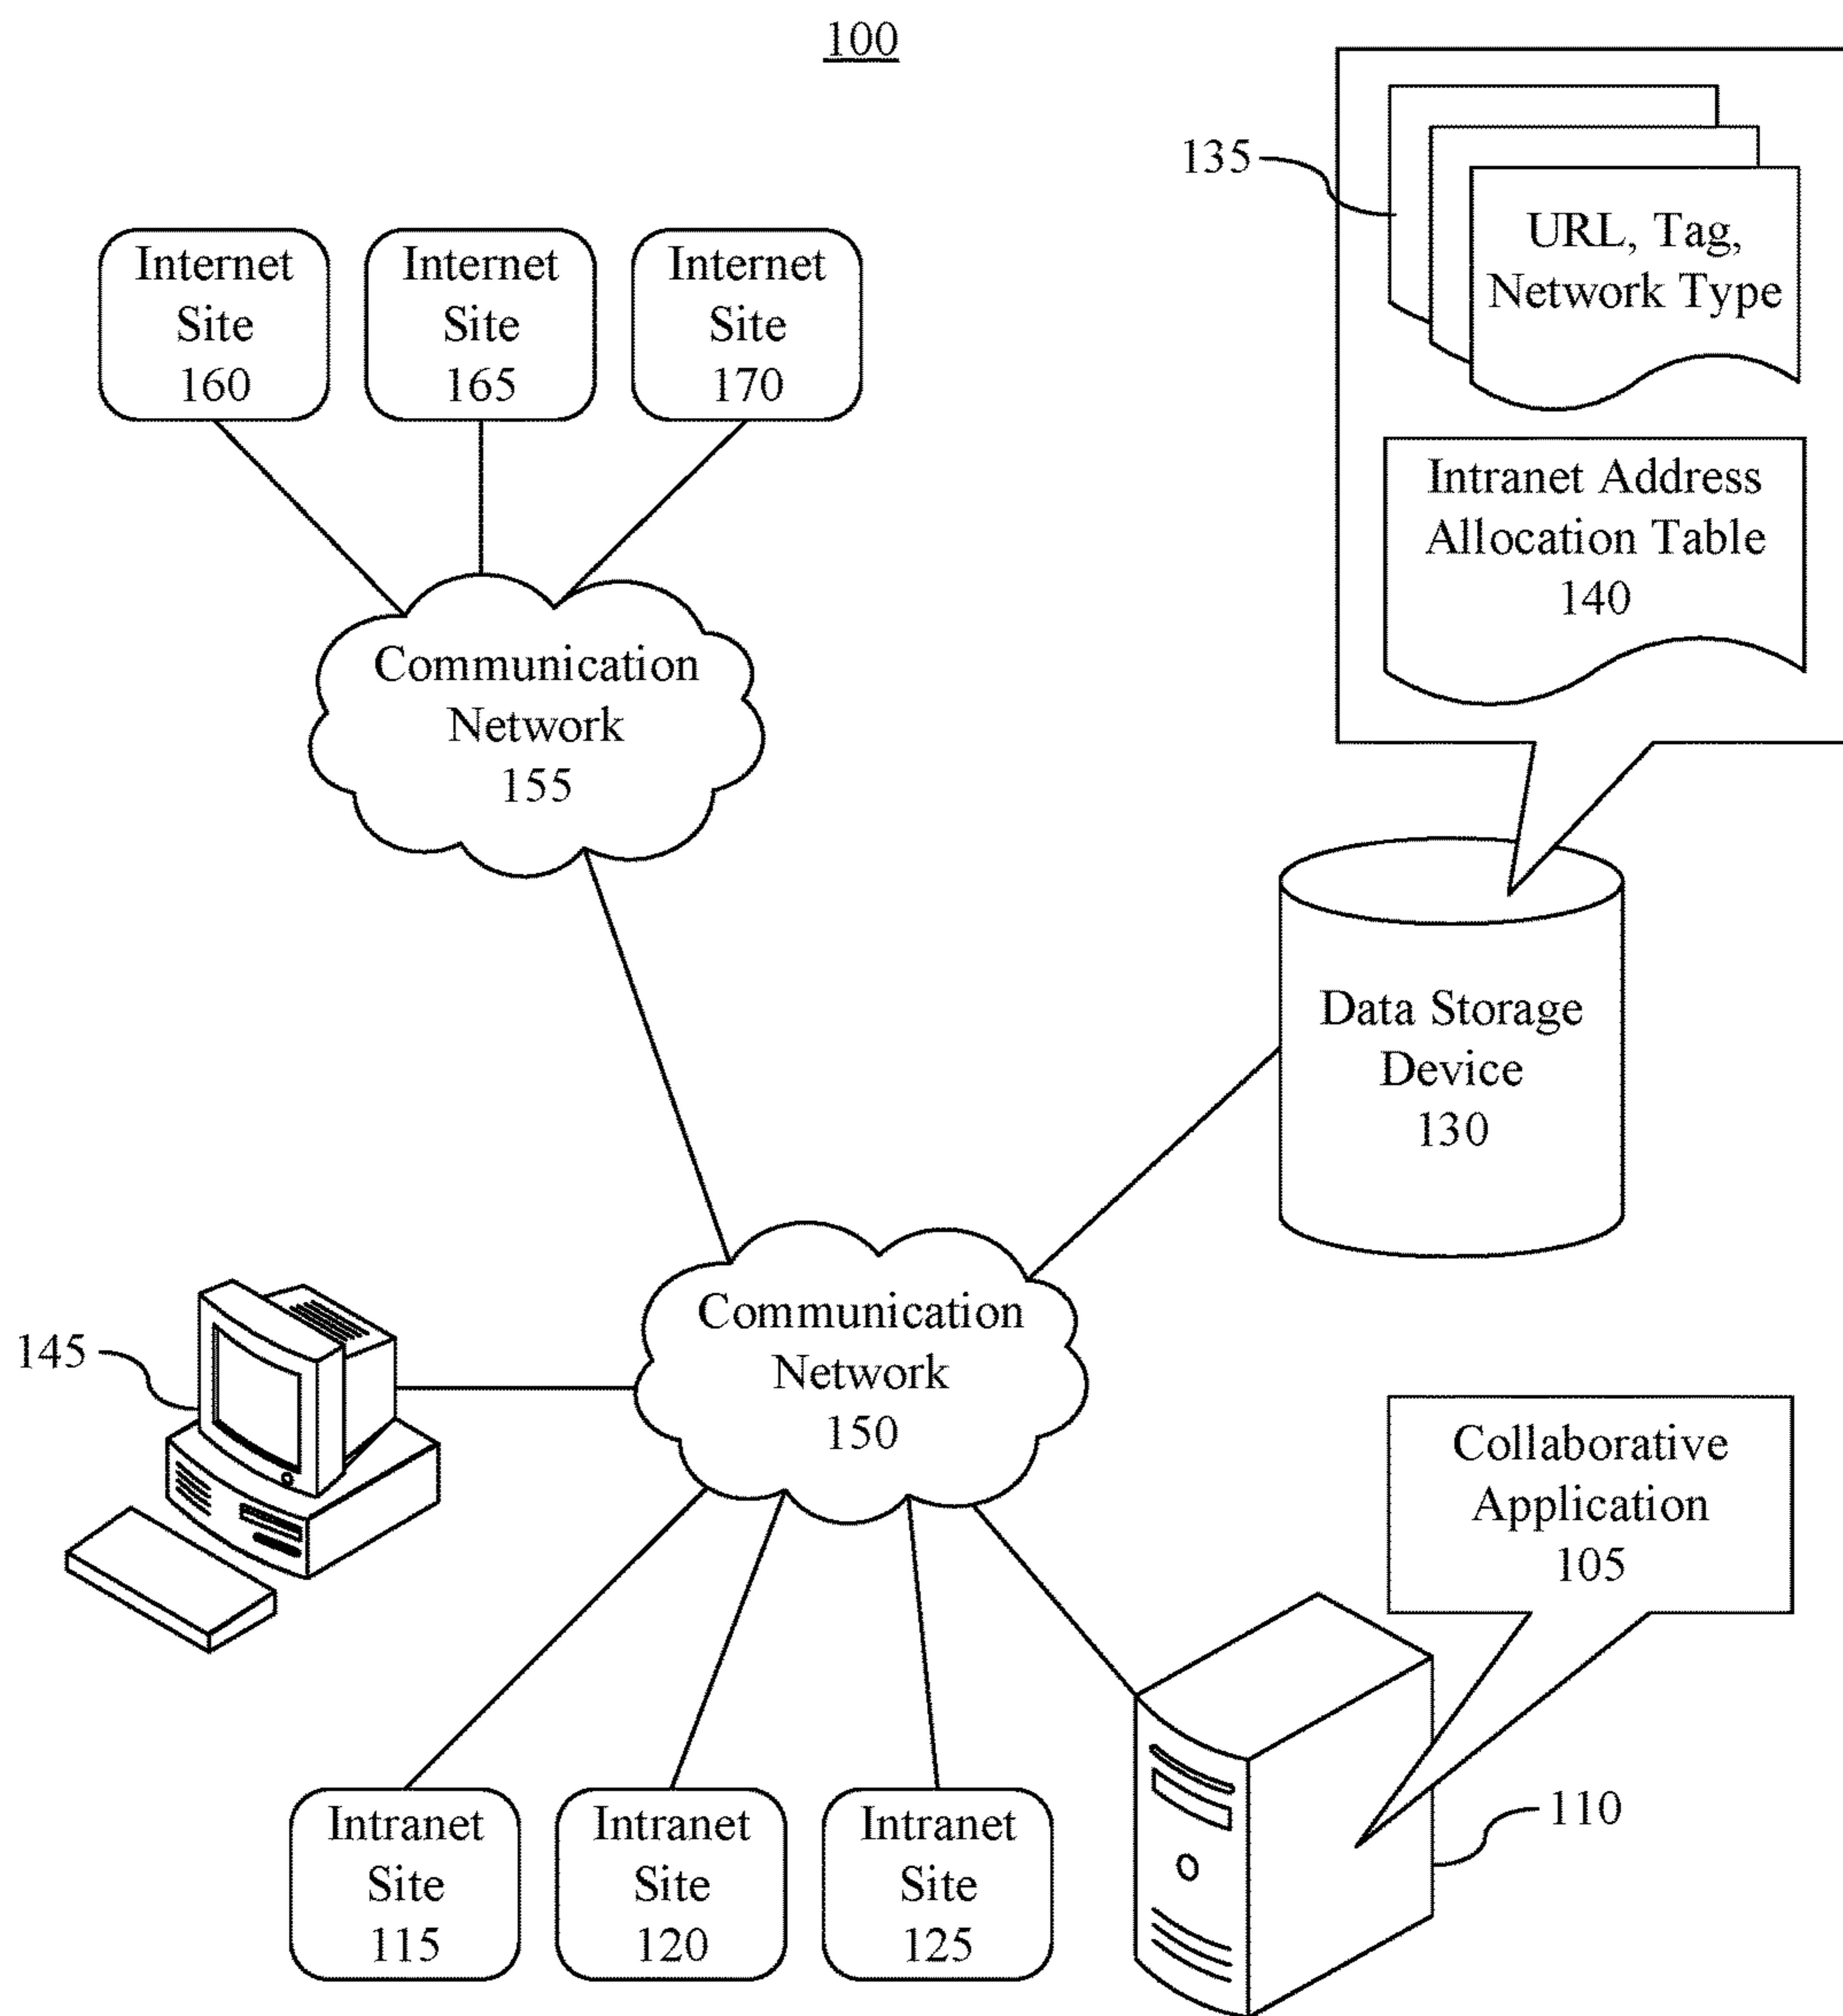 100
135
URL, Tag,
Network Type
Internet
Site
160
Internet
Site
165
Internet
Site
170
Intranet Address
Allocation Table
140
Communication
Network
155
Data Storage
Device
130
145
Communication
Network
150
Collaborative
Application
105
110
Intranet
Site
115
Intranet
Site
120
Intranet
Site
125